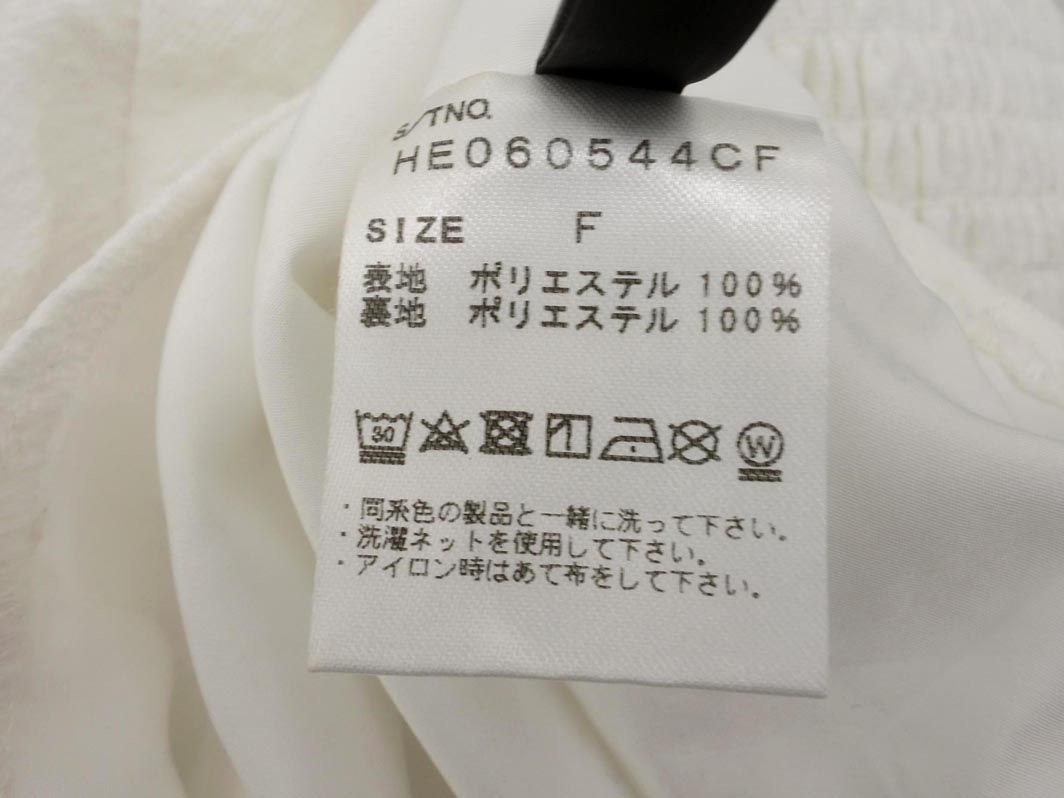 S/TNO.
HE060544CF
SIZE F
表地 ポリエステル 100%
裏地 ポリエステル 100%
30 W
・同系色の製品と一緒に洗って下さい。
・洗濯ネットを使用して下さい。
・アイロン時はあて布をして下さい。